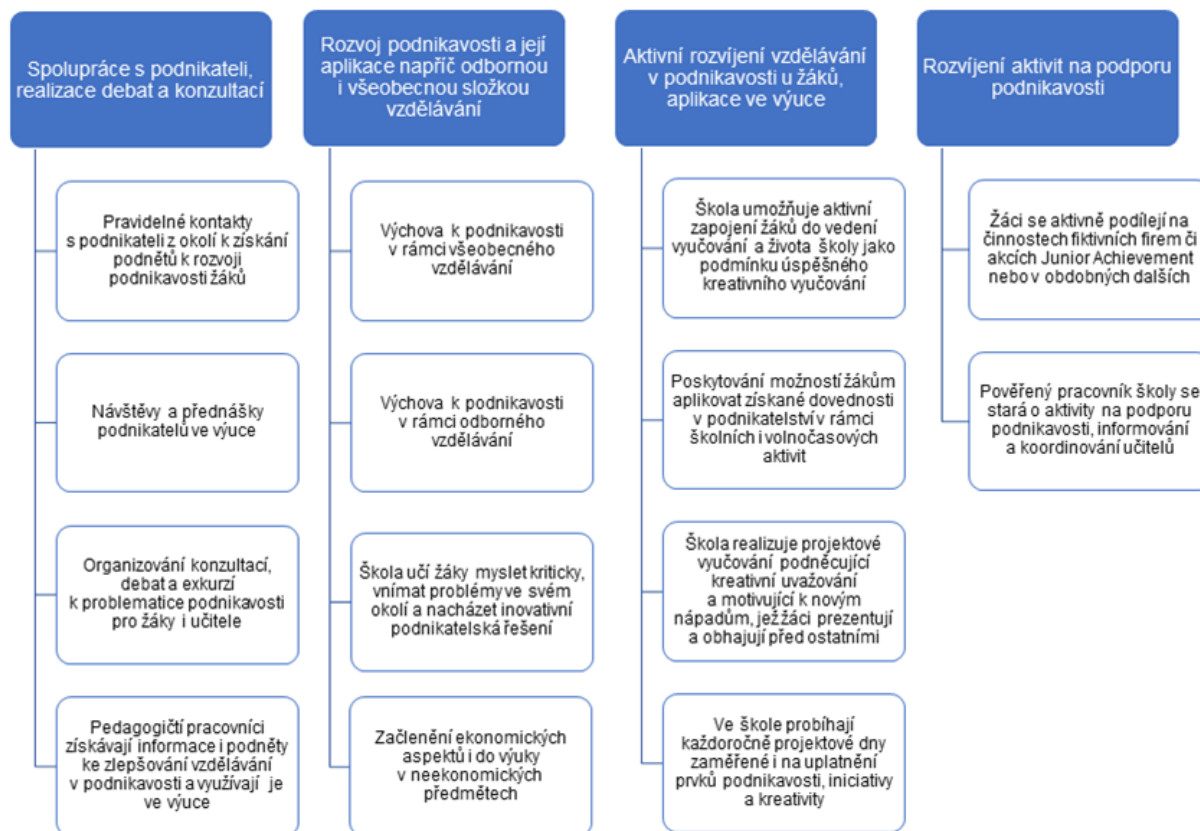 Spolupráce s podnikateli,
realizace debat a konzultací
Pravidelné kontakty
s podnikateli z okolí k získání
podnětů k rozvoji
podnikavosti žáků
Návštěvy a přednášky
podnikatelů ve výuce
Organizování konzultací,
debat a exkurzí
k problematice podnikavosti
pro žáky i učitele
Pedagogičtí pracovníci
získávají informace i podněty
ke zlepšování vzdělávání
v podnikavosti a využívají je
ve výuce
Rozvoj podnikavosti a její
aplikace napříč odbornou
i všeobecnou složkou
vzdělávání
Výchova k podnikavosti
v rámci všeobecného
vzdělávání
Výchova k podnikavosti
v rámci odborného
vzdělávání
Škola učí žáky myslet kriticky,
vnímat problémy ve svém
okolí a nacházet inovativní
podnikatelská řešení
Začlenění ekonomických
aspektů i do výuky
v neekonomických
předmětech
Aktivní rozvíjení vzdělávání
v podnikavosti u žáků,
aplikace ve výuce
Škola umožňuje aktivní
zapojení žáků do vedení
vyučování a života školy jako
podmínku úspěšného
kreativního vyučování
Poskytování možností žákům
aplikovat získané dovednosti
v podnikatelství v rámci
školních i volnočasových
aktivit
Škola realizuje projektové
vyučování podněcující
kreativní uvažování
a motivující k novým
nápadům, jež žáci prezentují
a obhajují před ostatními
Ve škole probíhají
každoročně projektové dny
zaměřené i na uplatnění
prvků podnikavosti, iniciativy
a kreativity
Rozvíjení aktivit na podporu
podnikavosti
Žáci se aktivně podílejí na
činnostech fiktivních firem či
akcích Junior Achievement
nebo v obdobných dalších
Pověřený pracovník školy se
stará o aktivity na podporu
podnikavosti, informování
a koordinování učitelů